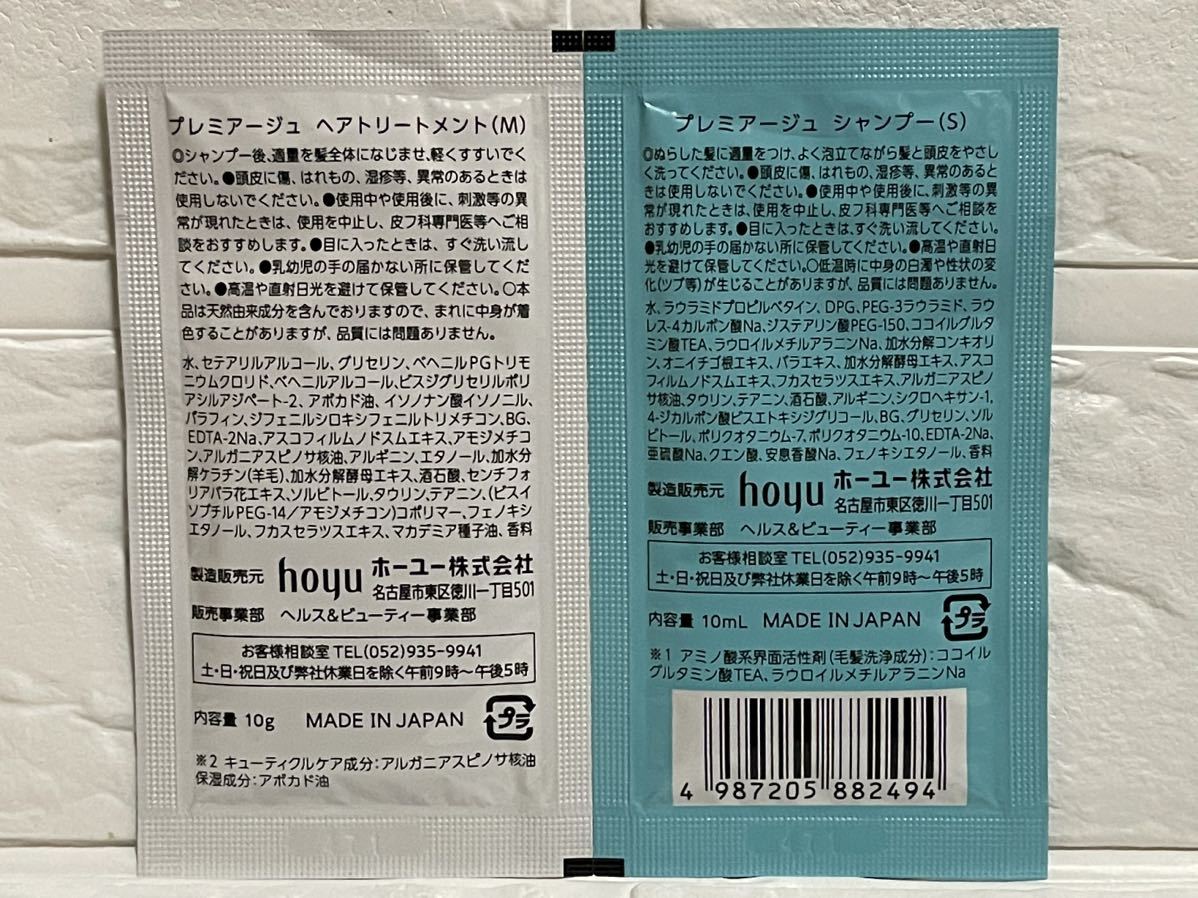 プレミアージュ ヘアトリートメント(M)
◎シャンプー後、適量を髪全体になじませ、軽くすすいでく
ださい。●頭皮に傷、はれもの、湿疹等、異常のあるときは
使用しないでください。●使用中や使用後に、刺激等の異
常が現れたときは、使用を中止し、皮フ科専門医等へご相
談をおすすめします。●目に入ったときは、すぐ洗い流し
てください。●乳幼児の手の届かない所に保管してくだ
さい。●高温や直射日光を避けて保管してください。○本
品は天然由来成分を含んでおりますので、まれに中身が着
色することがありますが、品質には問題ありません。
水、セテアリルアルコール、グリセリン、ベヘニルPGトリモ
ニウムクロリド、ベヘニルアルコール、ビスジグリセリルポリ
アシルアジペート-2、アボカド油、イソノナン酸イソノニル、
パラフィン、ジフェニルシロキシフェニルトリメチコン、BG、
EDTA-2Na、アスコフィルムノドスムエキス、アモジメチコ
ン、アルガニアスピノサ核油、アルギニン、エタノール、加水分
解ケラチン(羊毛)、加水分解酵母エキス、酒石酸、センチフォ
リアバラ花エキス、ソルビトール、タウリン、テアニン、(ビスイ
ソブチルPEG-14/アモジメチコン)コポリマー、フェノキシ
エタノール、フカスセラツスエキス、マカデミア種子油、香料
製造販売元 hoyu ホーユー株式会社
名古屋市東区徳川一丁目501
販売事業部 ヘルス&ビューティー事業部
お客様相談室 TEL(052)935-9941
土・日・祝日及び弊社休業日を除く午前9時〜午後5時
内容量 10g MADE IN JAPAN プラ
※2 キューティクルケア成分:アルガニアスピノサ核油
保湿成分:アボカド油
プレミアージュ シャンプー(S)
◎ぬらした髪に適量をつけ、よく泡立てながら髪と頭皮をやさし
く洗ってください。●頭皮に傷、はれもの、湿疹等、異常のあると
きは使用しないでください。●使用中や使用後に、刺激等の異
常が現れたときは、使用を中止し、皮フ科専門医等へご相談
をおすすめします。●目に入ったときは、すぐ洗い流してください。
●乳幼児の手の届かない所に保管してください。●高温や直射日
光を避けて保管してください。○低温時に中身の白濁や性状の変
化(ツブ等)が生じることがありますが、品質には問題ありません。
水、ラウラミドプロピルベタイン、DPG、PEG-3ラウラミド、ラウ
レス-4カルボン酸Na、ジステアリン酸PEG-150、ココイルグルタ
ミン酸TEA、ラウロイルメチルアラニンNa、加水分解コンキオリ
ン、オニイチゴ根エキス、バラエキス、加水分解酵母エキス、アスコ
フィルムノドスムエキス、フカスセラツスエキス、アルガニアスピノ
サ核油、タウリン、テアニン、酒石酸、アルギニン、シクロヘキサン-1,
4-ジカルボン酸ビスエトキシジグリコール、BG、グリセリン、ソル
ビトール、ポリクオタニウム-7、ポリクオタニウム-10、EDTA-2Na、
亜硫酸Na、クエン酸、安息香酸Na、フェノキシエタノール、香料
製造販売元 hoyu ホーユー株式会社
名古屋市東区徳川一丁目501
販売事業部 ヘルス&ビューティー事業部
お客様相談室 TEL(052)935-9941
土・日・祝日及び弊社休業日を除く午前9時〜午後5時
内容量 10mL MADE IN JAPAN プラ
※1 アミノ酸系界面活性剤(毛髪洗浄成分):ココイル
グルタミン酸TEA、ラウロイルメチルアラニンNa
4 987205 882494